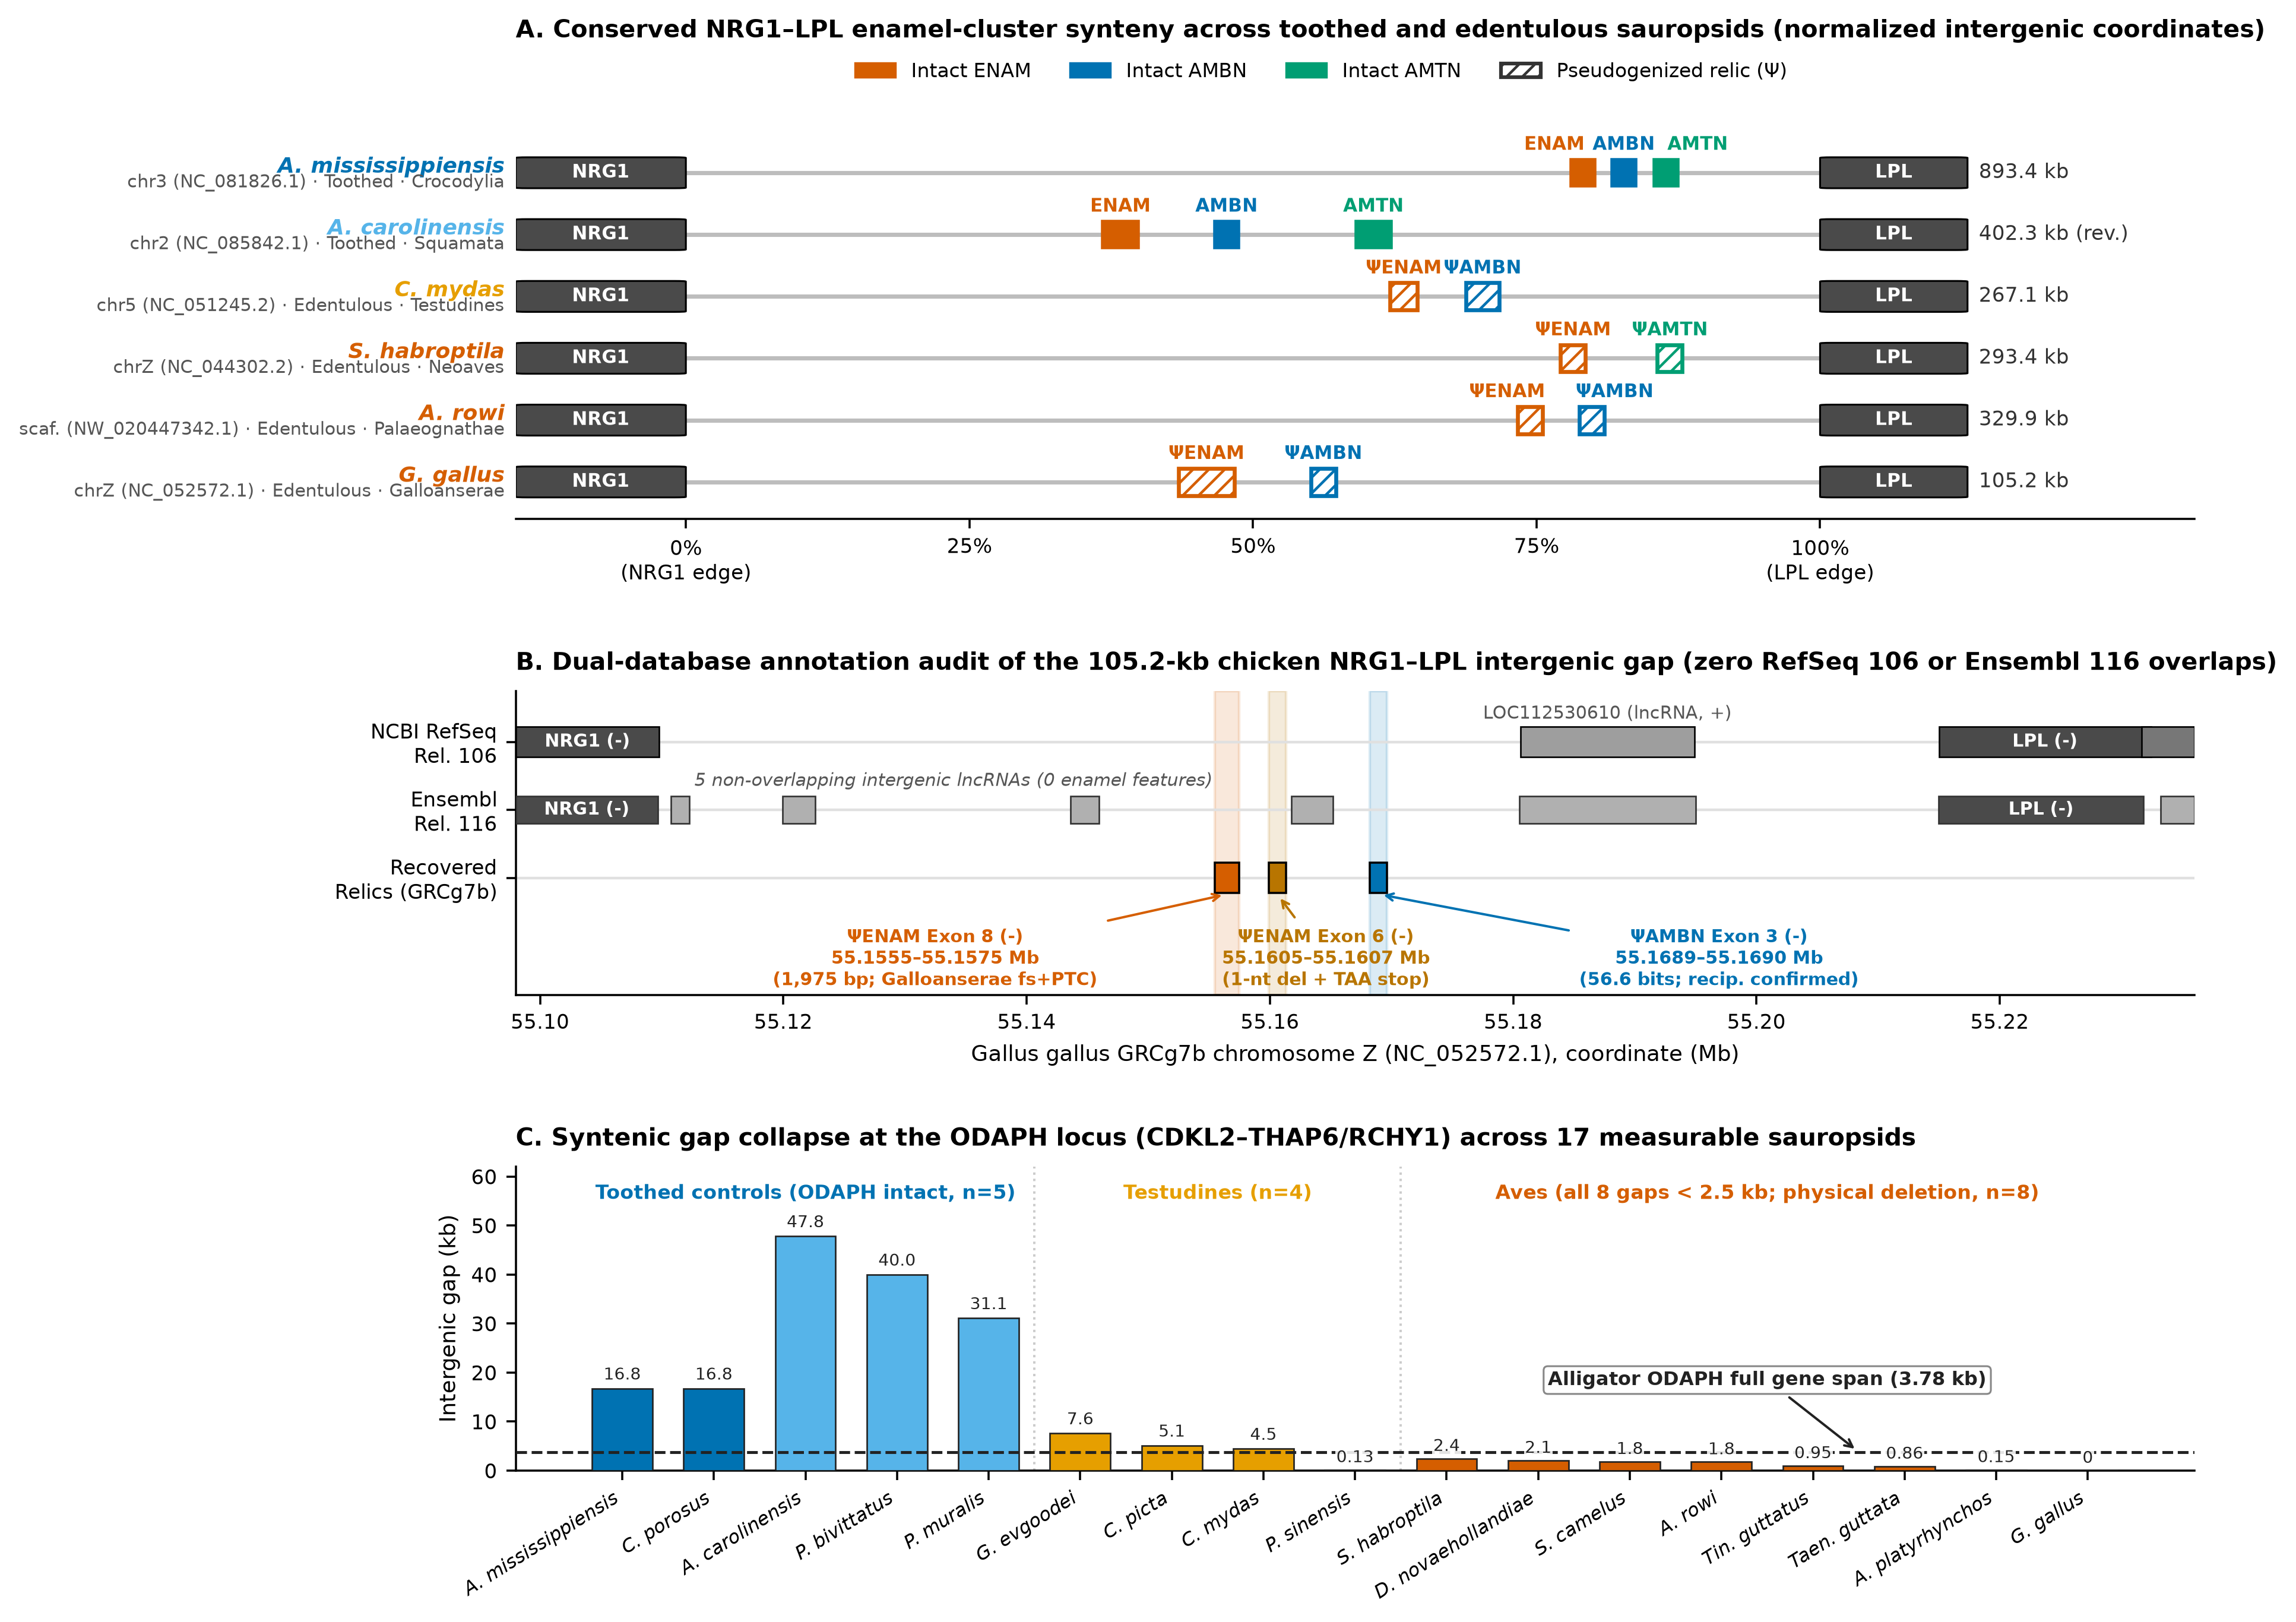 A. Conserved NRG1–LPL enamel-cluster synteny across toothed and edentulous sauropsids (normalized intergenic coordinates)
Intact ENAM Intact AMBN Intact AMTN Pseudogenized relic (Ψ)
ENAM AMBN AMTN
A. mississippiensis NRG1 LPL 893.4 kb
chr3 (NC_081826.1) · Toothed · Crocodylia
ENAM AMBN AMTN
A. carolinensis NRG1 LPL 402.3 kb (rev.)
chr2 (NC_085842.1) · Toothed · Squamata
ΨENAM ΨAMBN
C. mydas NRG1 LPL 267.1 kb
chr5 (NC_051245.2) · Edentulous · Testudines
ΨENAM ΨAMTN
S. habroptila NRG1 LPL 293.4 kb
chrZ (NC_044302.2) · Edentulous · Neoaves
ΨENAM ΨAMBN
A. rowi NRG1 LPL 329.9 kb
scaf. (NW_020447342.1) · Edentulous · Palaeognathae
ΨENAM ΨAMBN
G. gallus NRG1 LPL 105.2 kb
chrZ (NC_052572.1) · Edentulous · Galloanserae
0% 25% 50% 75% 100%
(NRG1 edge) (LPL edge)
B. Dual-database annotation audit of the 105.2-kb chicken NRG1–LPL intergenic gap (zero RefSeq 106 or Ensembl 116 overlaps)
LOC112530610 (lncRNA, +)
NCBI RefSeq
Rel. 106
NRG1 (-) LPL (-)
5 non-overlapping intergenic lncRNAs (0 enamel features)
Ensembl
Rel. 116
NRG1 (-) LPL (-)
Recovered
Relics (GRCg7b)
ΨENAM Exon 8 (-)
55.1555–55.1575 Mb
(1,975 bp; Galloanserae fs+PTC)
ΨENAM Exon 6 (-)
55.1605–55.1607 Mb
(1-nt del + TAA stop)
ΨAMBN Exon 3 (-)
55.1689–55.1690 Mb
(56.6 bits; recip. confirmed)
55.10 55.12 55.14 55.16 55.18 55.20 55.22
Gallus gallus GRCg7b chromosome Z (NC_052572.1), coordinate (Mb)
C. Syntenic gap collapse at the ODAPH locus (CDKL2–THAP6/RCHY1) across 17 measurable sauropsids
Intergenic gap (kb)
60
50
40
30
20
10
0
Toothed controls (ODAPH intact, n=5) Testudines (n=4) Aves (all 8 gaps < 2.5 kb; physical deletion, n=8)
Alligator ODAPH full gene span (3.78 kb)
16.8 16.8 47.8 40.0 31.1 7.6 5.1 4.5 0.13 2.4 2.1 1.8 1.8 0.95 0.86 0.15 0
A. mississippiensis
C. porosus
A. carolinensis
P. bivittatus
P. muralis
G. evgoodei
C. picta
C. mydas
P. sinensis
S. habroptila
D. novaehollandiae
S. camelus
A. rowi
Tin. guttatus
Taen. guttata
A. platyrhynchos
G. gallus